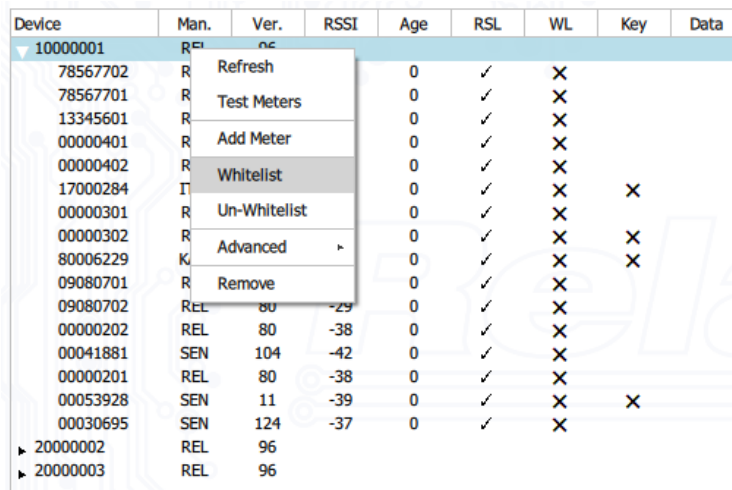 Device Man. Ver. RSSI Age RSL WL Key Data
10000001 REL 96
78567702 R 0 ✓ ✕
78567701 R 0 ✓ ✕
13345601 R 0 ✓ ✕
00000401 R 0 ✓ ✕
00000402 R 0 ✓ ✕
17000284 IT 0 ✓ ✕ ✕
00000301 R 0 ✓ ✕
00000302 R 0 ✓ ✕ ✕
80006229 KA 0 ✓ ✕ ✕
09080701 R 0 ✓ ✕
09080702 REL 80 -29 0 ✓ ✕
00000202 REL 80 -38 0 ✓ ✕
00041881 SEN 104 -42 0 ✓ ✕
00000201 REL 80 -38 0 ✓ ✕
00053928 SEN 11 -39 0 ✓ ✕ ✕
00030695 SEN 124 -37 0 ✓ ✕
20000002 REL 96
20000003 REL 96
Refresh
Test Meters
Add Meter
Whitelist
Un-Whitelist
Advanced
Remove
Rela